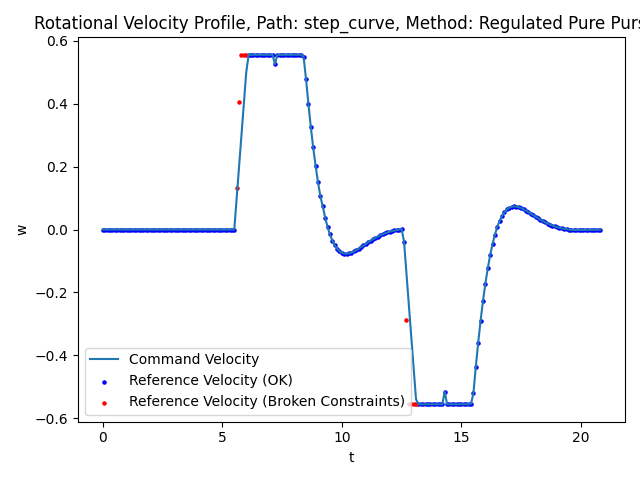 Rotational Velocity Profile, Path: step_curve, Method: Regulated Pure Purs
0.6
0.4
0.2
0.0
−0.2
−0.4
−0.6
w
Command Velocity
Reference Velocity (OK)
Reference Velocity (Broken Constraints)
0
5
10
15
20
t